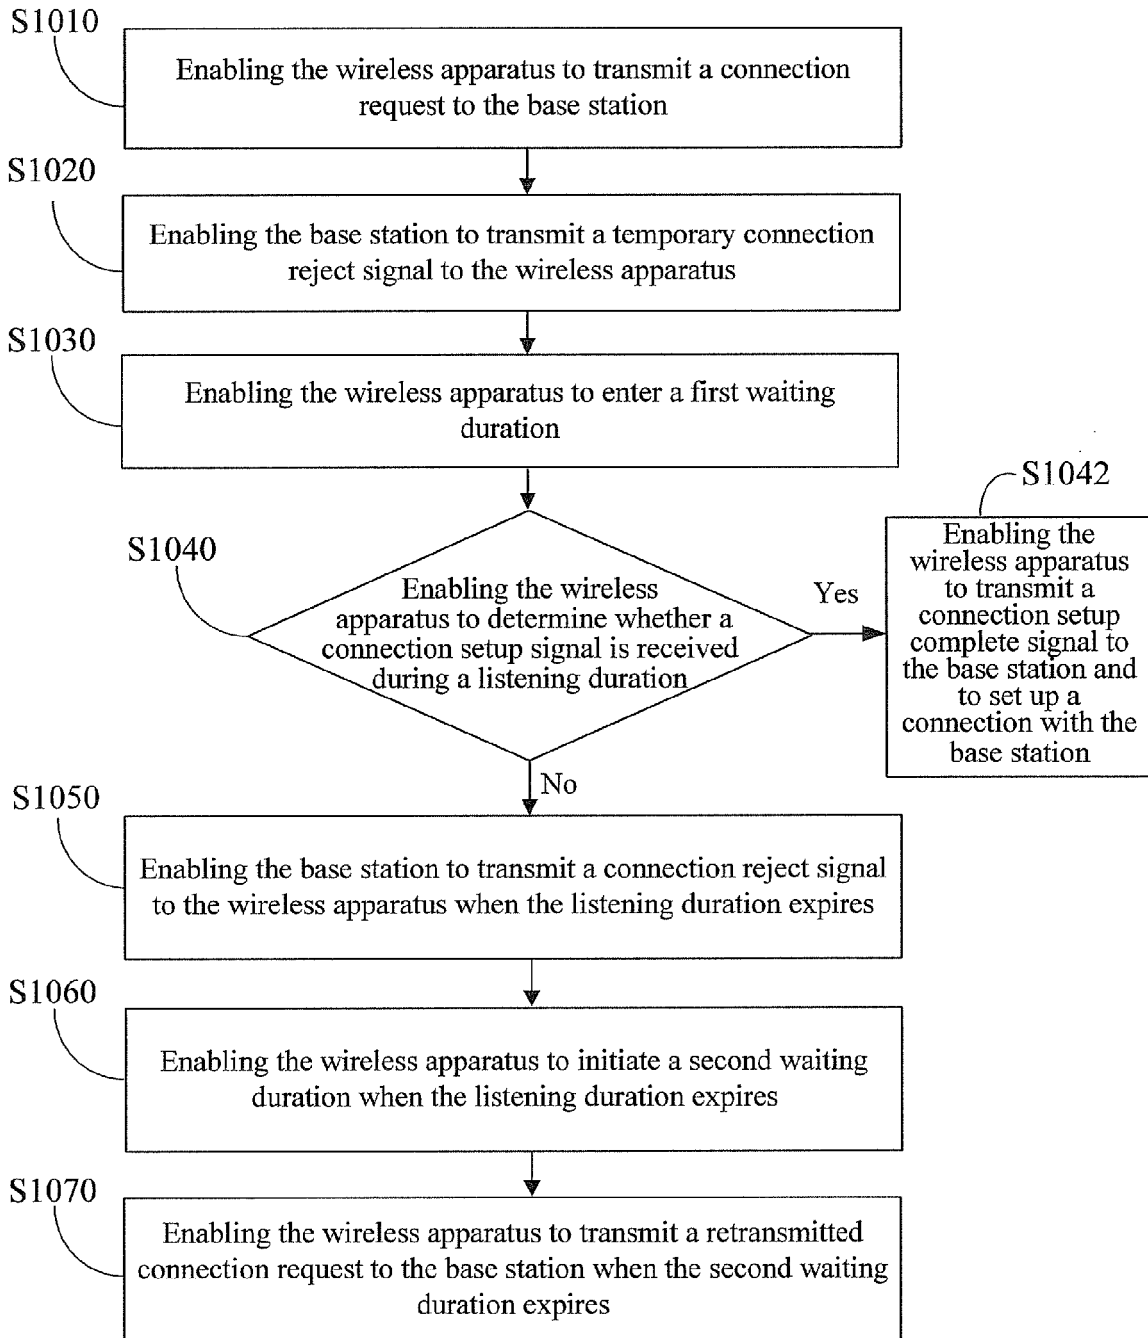 S1010
Enabling the wireless apparatus to transmit a connection
request to the base station
S1020
Enabling the base station to transmit a temporary connection
reject signal to the wireless apparatus
S1030
Enabling the wireless apparatus to enter a first waiting
duration
S1040
Enabling the wireless
apparatus to determine whether a
connection setup signal is received
during a listening duration
Yes
S1042
Enabling the
wireless apparatus
to transmit a
connection setup
complete signal to
the base station and
to set up a
connection with the
base station
No
S1050
Enabling the base station to transmit a connection reject signal
to the wireless apparatus when the listening duration expires
S1060
Enabling the wireless apparatus to initiate a second waiting
duration when the listening duration expires
S1070
Enabling the wireless apparatus to transmit a retransmitted
connection request to the base station when the second waiting
duration expires